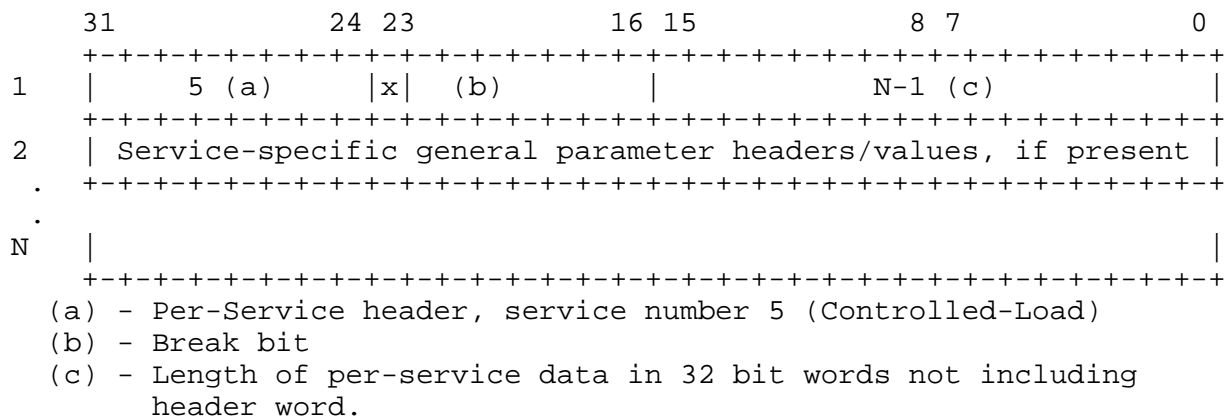 31           24 23           16 15            8 7             0
     +-+-+-+-+-+-+-+-+-+-+-+-+-+-+-+-+-+-+-+-+-+-+-+-+-+-+-+-+-+-+-+-+
1    |     5 (a)     |x|  (b)        |            N-1 (c)            |
     +-+-+-+-+-+-+-+-+-+-+-+-+-+-+-+-+-+-+-+-+-+-+-+-+-+-+-+-+-+-+-+-+
2    | Service-specific general parameter headers/values, if present |
 .   +-+-+-+-+-+-+-+-+-+-+-+-+-+-+-+-+-+-+-+-+-+-+-+-+-+-+-+-+-+-+-+-+
 .
N    |                                                               |
     +-+-+-+-+-+-+-+-+-+-+-+-+-+-+-+-+-+-+-+-+-+-+-+-+-+-+-+-+-+-+-+-+
   (a) - Per-Service header, service number 5 (Controlled-Load)
   (b) - Break bit
   (c) - Length of per-service data in 32 bit words not including
         header word.